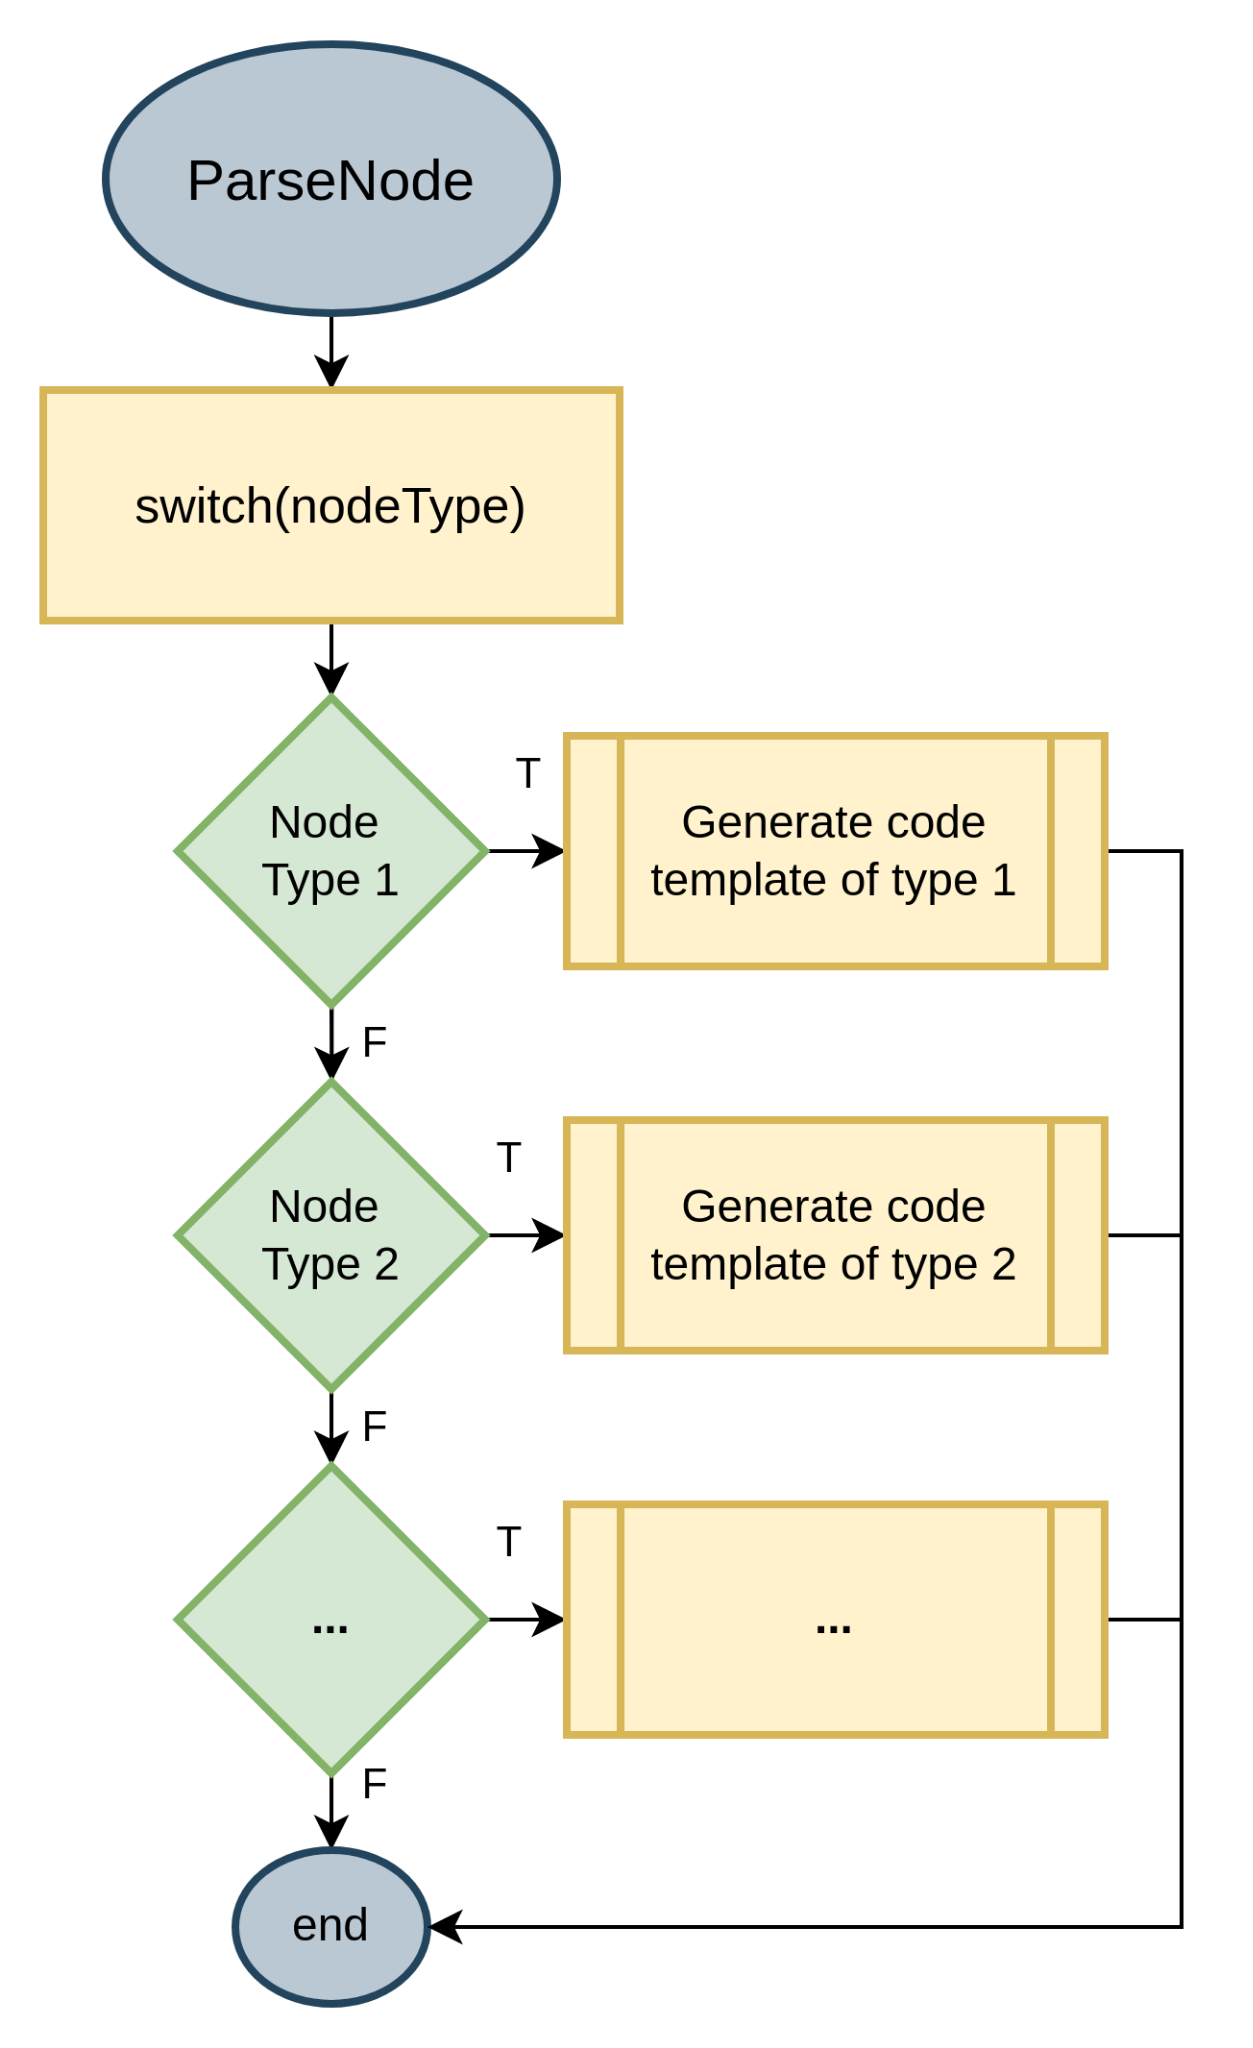 ParseNode
switch(nodeType)
Node
Type 1
T
Generate code
template of type 1
F
Node
Type 2
T
Generate code
template of type 2
F
...
T
...
F
end